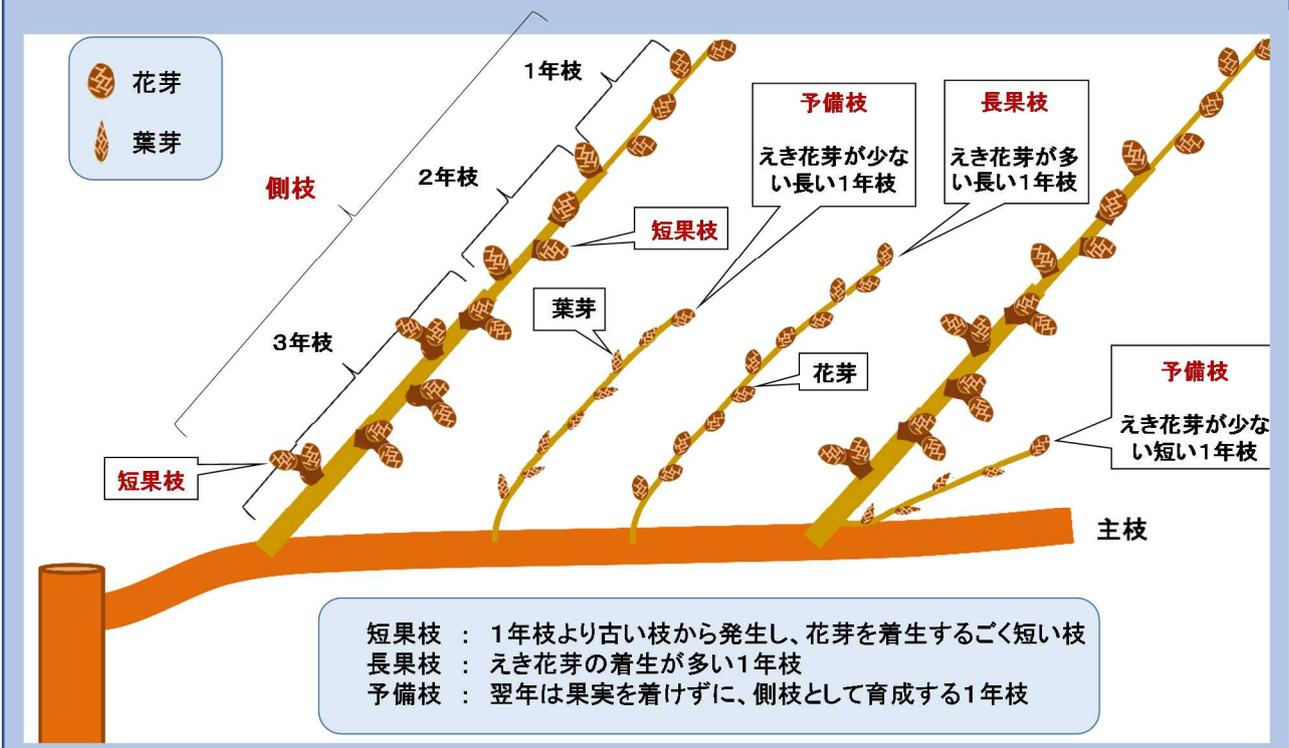 花芽
葉芽
側枝
1年枝
2年枝
3年枝
短果枝
短果枝
葉芽
予備枝
えき花芽が少な
い長い1年枝
長果枝
えき花芽が多
い長い1年枝
花芽
予備枝
えき花芽が少な
い短い1年枝
主枝
短果枝 : 1年枝より古い枝から発生し、花芽を着生するごく短い枝
長果枝 : えき花芽の着生が多い1年枝
予備枝 : 翌年は果実を着けずに、側枝として育成する1年枝